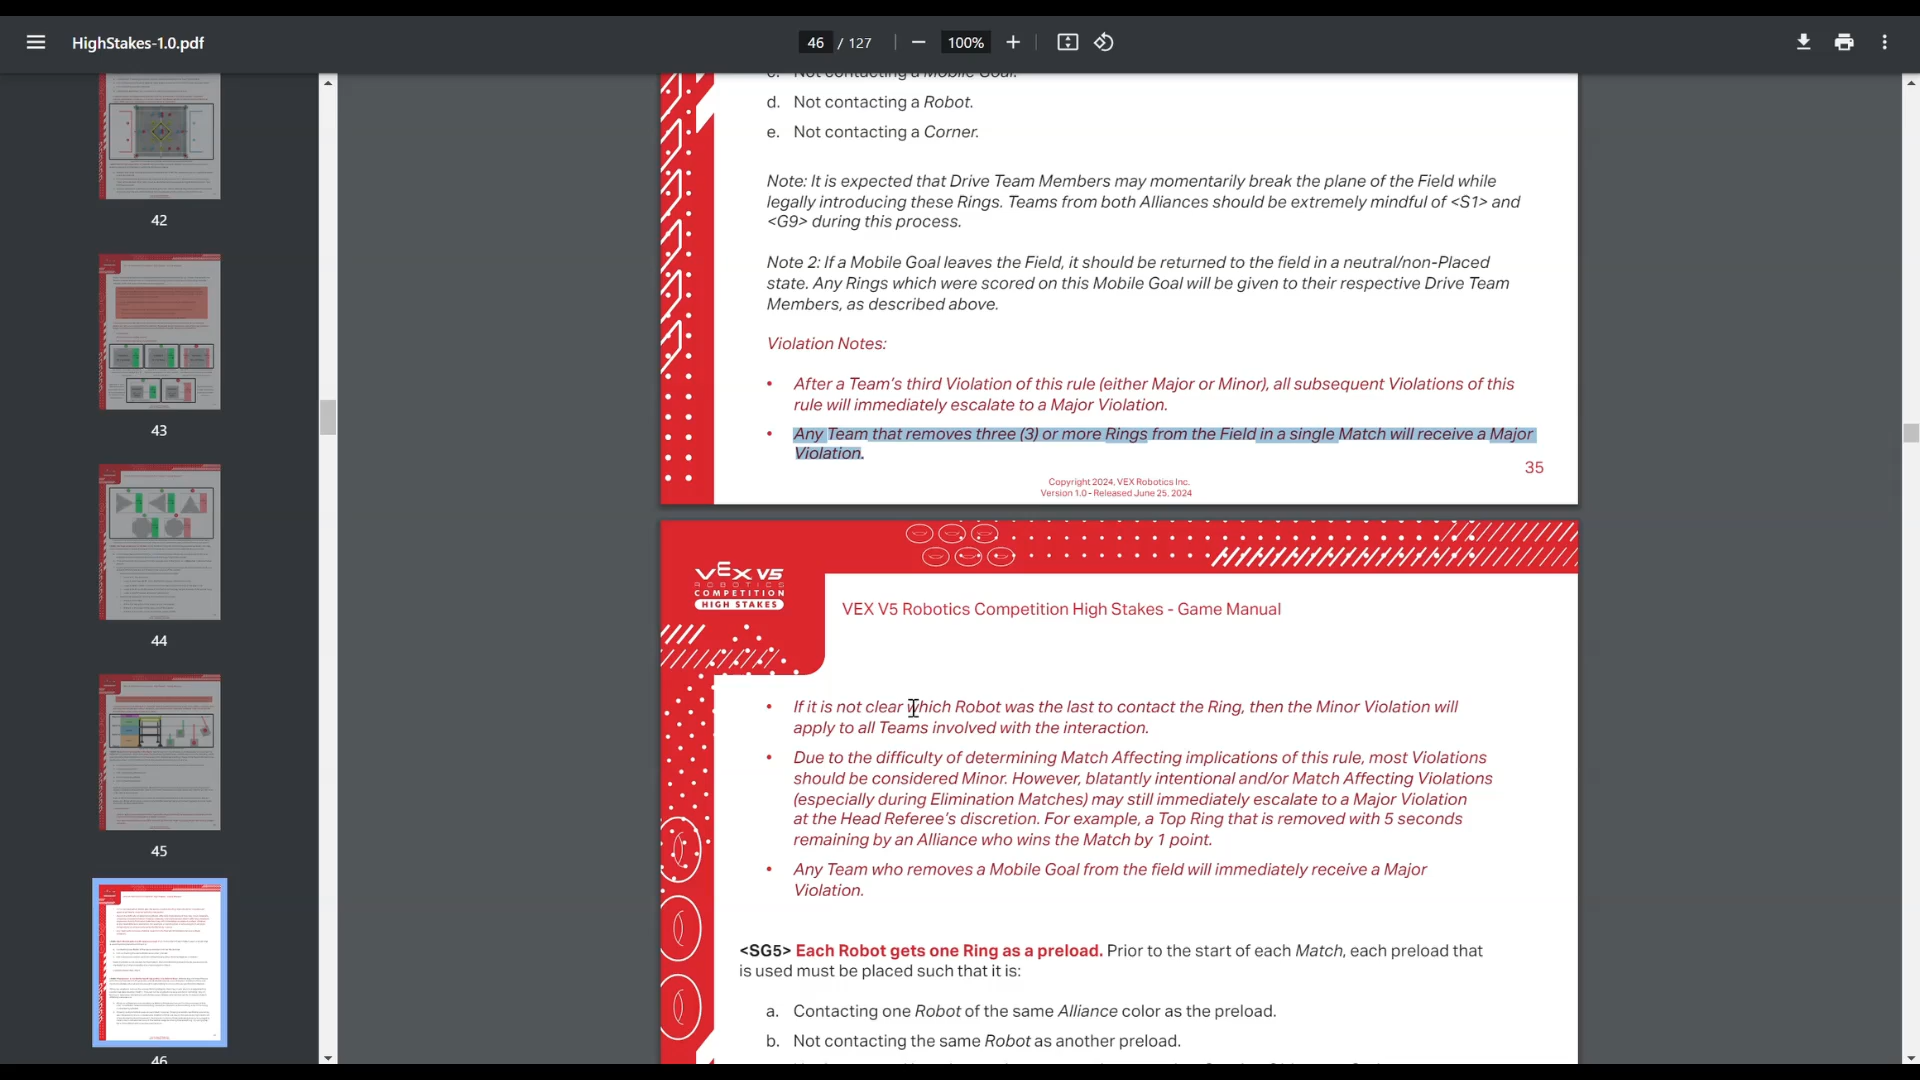 HighStakes-1.0.pdf
46 / 127
100%
42
43
44
45
46
c. Not contacting a Mobile Goal.
d. Not contacting a Robot.
e. Not contacting a Corner.
Note: It is expected that Drive Team Members may momentarily break the plane of the Field while
legally introducing these Rings. Teams from both Alliances should be extremely mindful of <S1> and
<G9> during this process.
Note 2: If a Mobile Goal leaves the Field, it should be returned to the field in a neutral/non-Placed
state. Any Rings which were scored on this Mobile Goal will be given to their respective Drive Team
Members, as described above.
Violation Notes:
• After a Team's third Violation of this rule (either Major or Minor), all subsequent Violations of this
rule will immediately escalate to a Major Violation.
• Any Team that removes three (3) or more Rings from the Field in a single Match will receive a Major
Violation.
35
Copyright 2024, VEX Robotics Inc.
Version 1.0 - Released June 25, 2024
VEX V5
ROBOTICS
COMPETITION
HIGH STAKES
VEX V5 Robotics Competition High Stakes - Game Manual
• If it is not clear which Robot was the last to contact the Ring, then the Minor Violation will
apply to all Teams involved with the interaction.
• Due to the difficulty of determining Match Affecting implications of this rule, most Violations
should be considered Minor. However, blatantly intentional and/or Match Affecting Violations
(especially during Elimination Matches) may still immediately escalate to a Major Violation
at the Head Referee's discretion. For example, a Top Ring that is removed with 5 seconds
remaining by an Alliance who wins the Match by 1 point.
• Any Team who removes a Mobile Goal from the field will immediately receive a Major
Violation.
<SG5> Each Robot gets one Ring as a preload. Prior to the start of each Match, each preload that
is used must be placed such that it is:
a. Contacting one Robot of the same Alliance color as the preload.
b. Not contacting the same Robot as another preload.